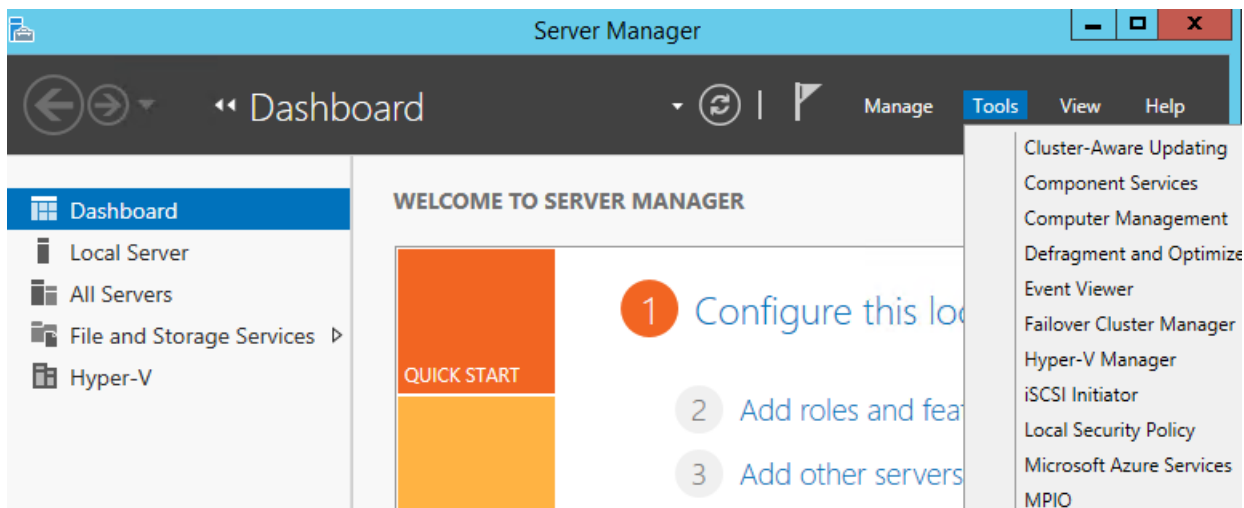 Server Manager
Dashboard
Manage Tools View Help
Dashboard
Local Server
All Servers
File and Storage Services
Hyper-V
WELCOME TO SERVER MANAGER
QUICK START
1 Configure this loc
2 Add roles and fea
3 Add other servers
Cluster-Aware Updating
Component Services
Computer Management
Defragment and Optimize
Event Viewer
Failover Cluster Manager
Hyper-V Manager
iSCSI Initiator
Local Security Policy
Microsoft Azure Services
MPIO